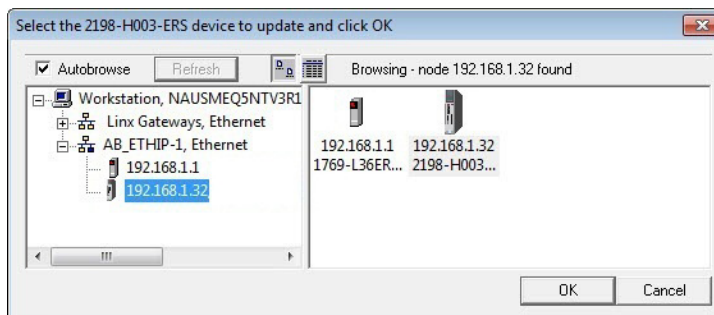 Select the 2198-H003-ERS device to update and click OK
Autobrowse
Refresh
Browsing - node 192.168.1.32 found
Workstation, NAUSMEQ5NTV3R1
Linx Gateways, Ethernet
AB_ETHIP-1, Ethernet
192.168.1.1
192.168.1.32
192.168.1.1
1769-L36ER...
192.168.1.32
2198-H003...
OK
Cancel